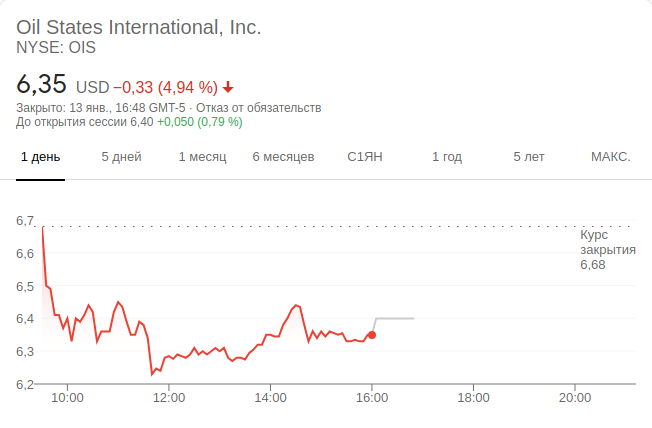 Oil States International, Inc.
NYSE: OIS
6,35 USD −0,33 (4,94 %)
Закрыто: 13 янв., 16:48 GMT-5 · Отказ от обязательств
До открытия сессии 6,40 +0,050 (0,79 %)
1 день 5 дней 1 месяц 6 месяцев С1ЯН 1 год 5 лет МАКС.
6,7
Курс
закрытия
6,68
6,6
6,5
6,4
6,3
6,2
10:00 12:00 14:00 16:00 18:00 20:00